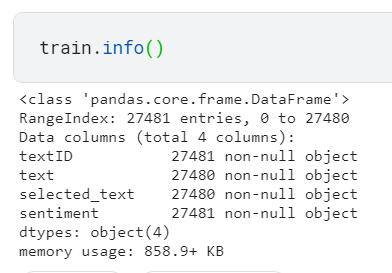 train.info()
<class 'pandas.core.frame.DataFrame'>
RangeIndex: 27481 entries, 0 to 27480
Data columns (total 4 columns):
textID           27481 non-null object
text             27480 non-null object
selected_text    27480 non-null object
sentiment        27481 non-null object
dtypes: object(4)
memory usage: 858.9+ KB